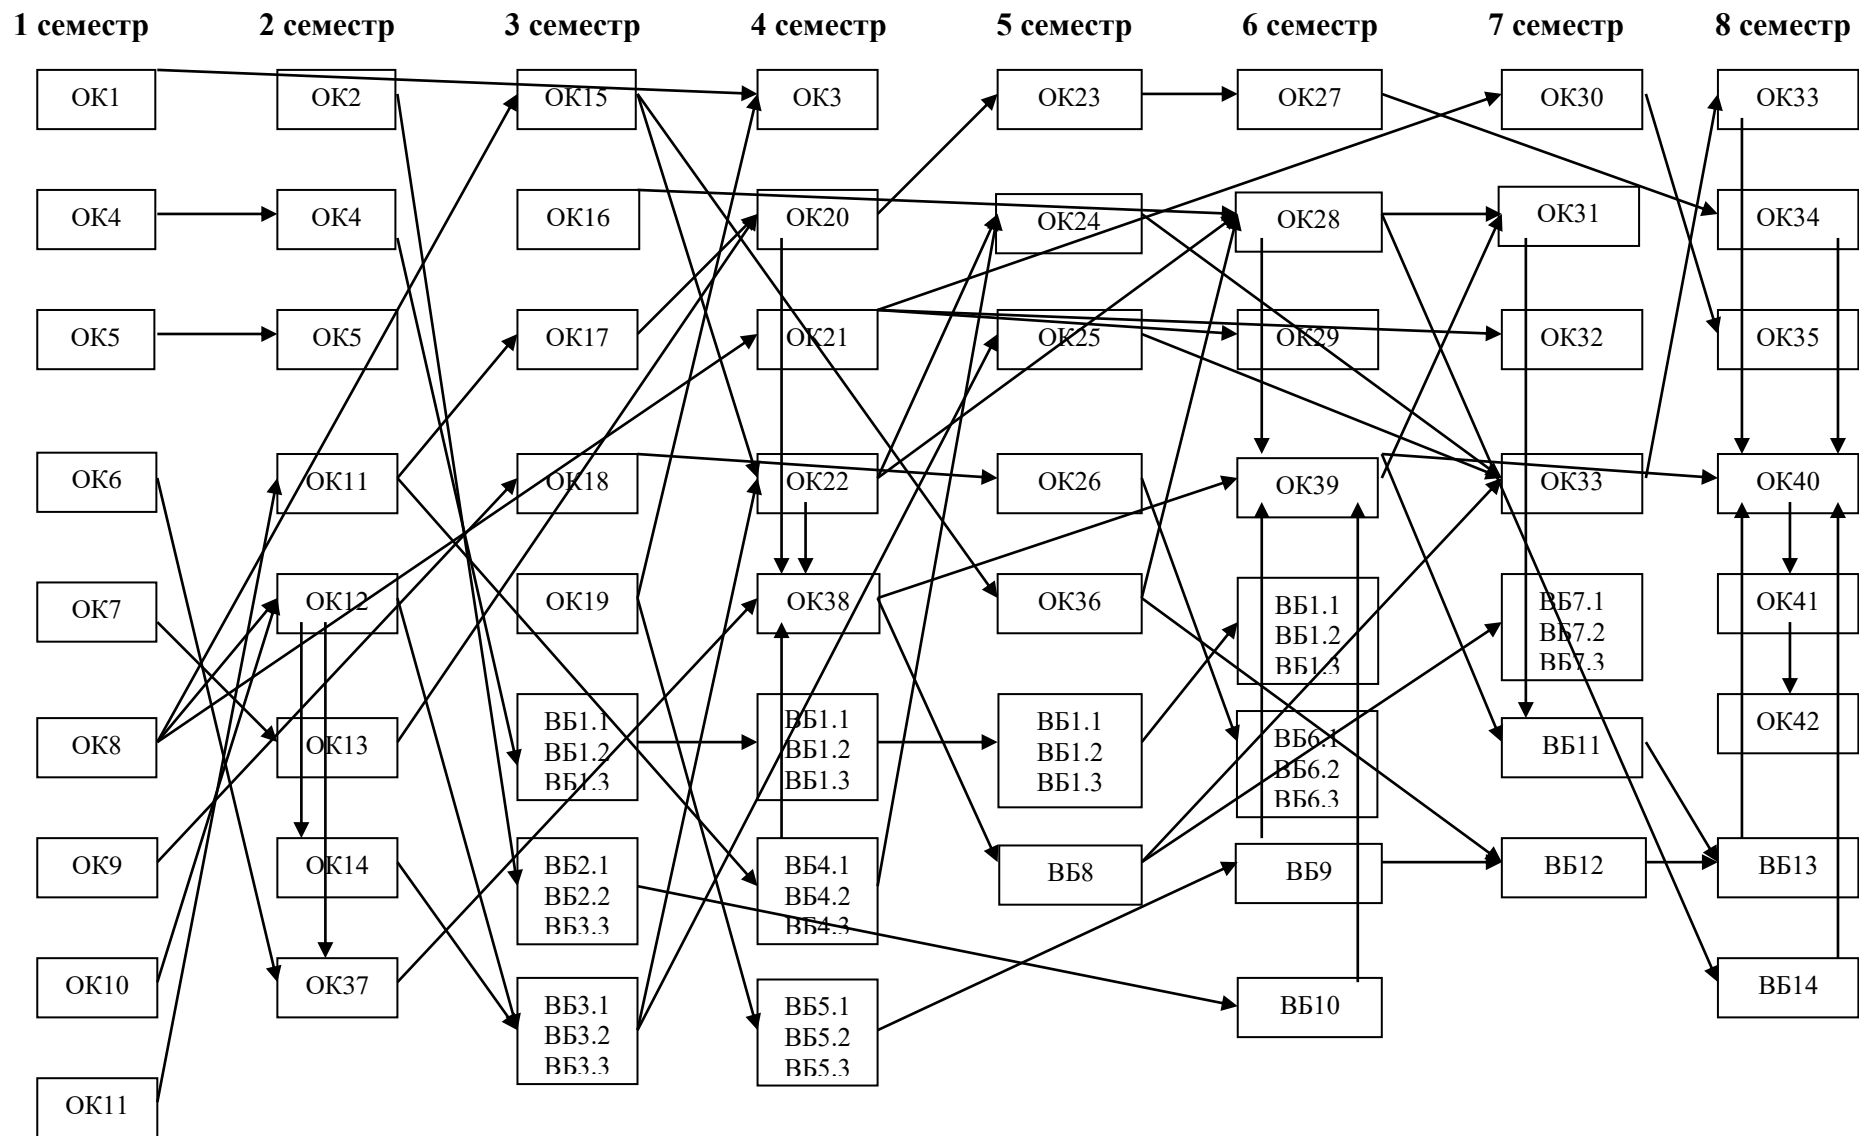 1 семестр
2 семестр
3 семестр
4 семестр
5 семестр
6 семестр
7 семестр
8 семестр
ОК1
ОК2
ОК15
ОК3
ОК23
ОК27
ОК30
ОК33
ОК4
ОК4
ОК16
ОК20
ОК24
ОК28
ОК31
ОК34
ОК5
ОК5
ОК17
ОК21
ОК25
ОК29
ОК32
ОК35
ОК6
ОК11
ОК18
ОК22
ОК26
ОК39
ОК33
ОК40
ОК7
ОК12
ОК19
ОК38
ОК36
ВБ1.1
ВБ1.2
ВБ1.3
ВБ7.1
ВБ7.2
ВБ7.3
ОК41
ОК8
ОК13
ВБ1.1
ВБ1.2
ВБ1.3
ВБ1.1
ВБ1.2
ВБ1.3
ВБ1.1
ВБ1.2
ВБ1.3
ВБ6.1
ВБ6.2
ВБ6.3
ВБ11
ОК42
ОК9
ОК14
ВБ2.1
ВБ2.2
ВБ3.3
ВБ4.1
ВБ4.2
ВБ4.3
ВБ8
ВБ9
ВБ12
ВБ13
ОК10
ОК37
ВБ3.1
ВБ3.2
ВБ3.3
ВБ5.1
ВБ5.2
ВБ5.3
ВБ10
ВБ14
ОК11